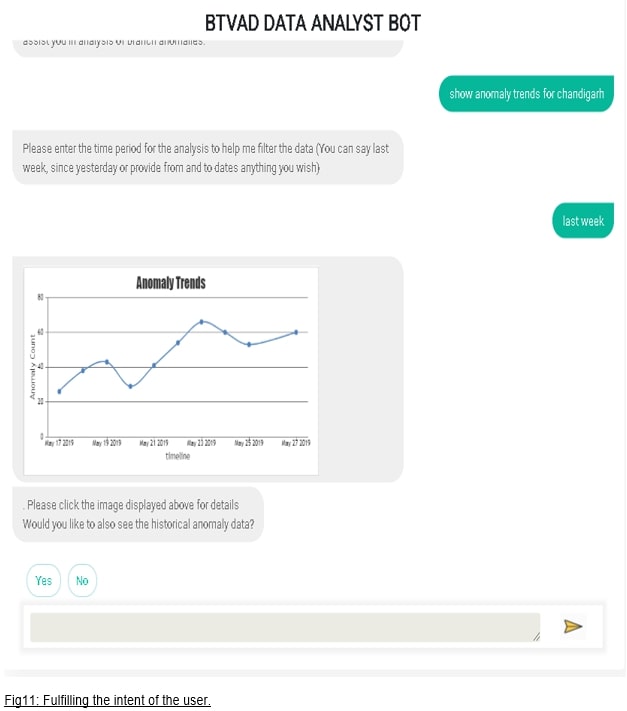 BTVAD DATA ANALYST BOT
assist you in analysis of branch anomalies.
show anomaly trends for chandigarh
Please enter the time period for the analysis to help me filter the data (You can say last
week, since yesterday or provide from and to dates anything you wish)
last week
Anomaly Trends
80
60
40
20
0
Anomaly Count
May 17 2019 May 19 2019 May 21 2019 May 23 2019 May 25 2019 May 27 2019
timeline
. Please click the image displayed above for details
Would you like to also see the historical anomaly data?
Yes No
Fig11: Fulfilling the intent of the user.